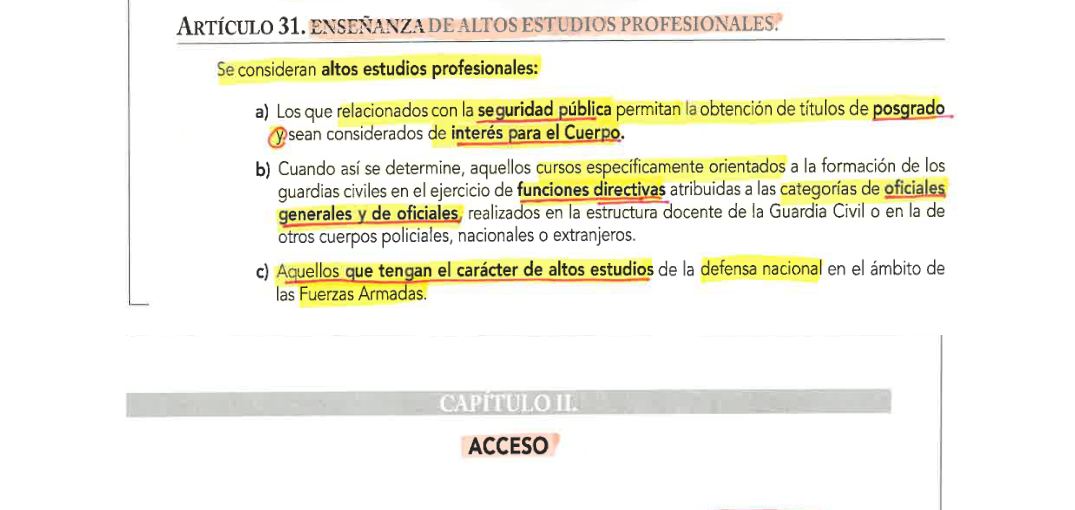 ARTÍCULO 31. ENSEÑANZA DE ALTOS ESTUDIOS PROFESIONALES.
Se consideran altos estudios profesionales:
a) Los que relacionados con la seguridad pública permitan la obtención de títulos de posgrado
y sean considerados de interés para el Cuerpo.
b) Cuando así se determine, aquellos cursos específicamente orientados a la formación de los
guardias civiles en el ejercicio de funciones directivas atribuidas a las categorías de oficiales
generales y de oficiales, realizados en la estructura docente de la Guardia Civil o en la de
otros cuerpos policiales, nacionales o extranjeros.
c) Aquellos que tengan el carácter de altos estudios de la defensa nacional en el ámbito de
las Fuerzas Armadas.
CAPÍTULO II.
ACCESO